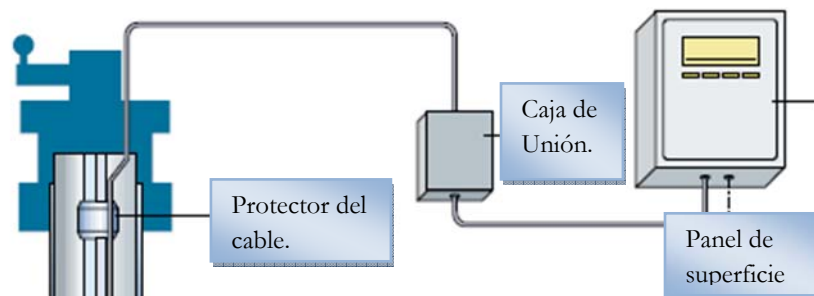 Caja de
Unión.
Protector del
cable.
Panel de
superficie